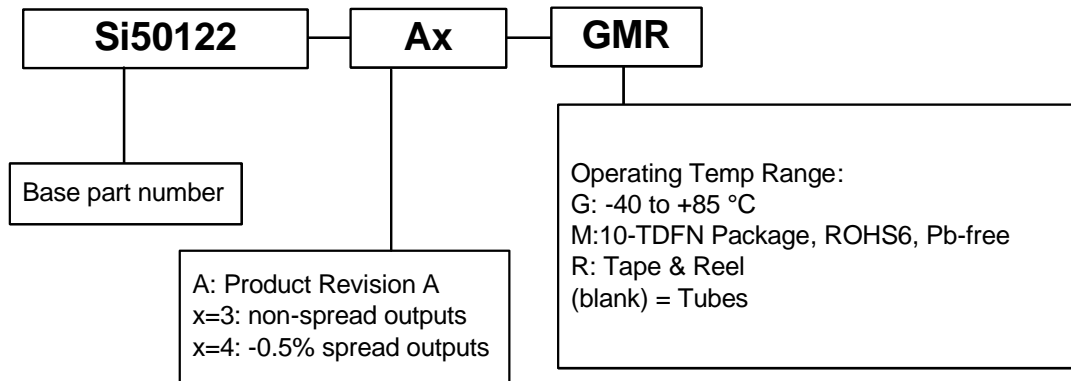 Si50122
Ax
GMR
Base part number
A: Product Revision A
x=3: non-spread outputs
x=4: -0.5% spread outputs
Operating Temp Range:
G: -40 to +85 °C
M:10-TDFN Package, ROHS6, Pb-free
R: Tape & Reel
(blank) = Tubes